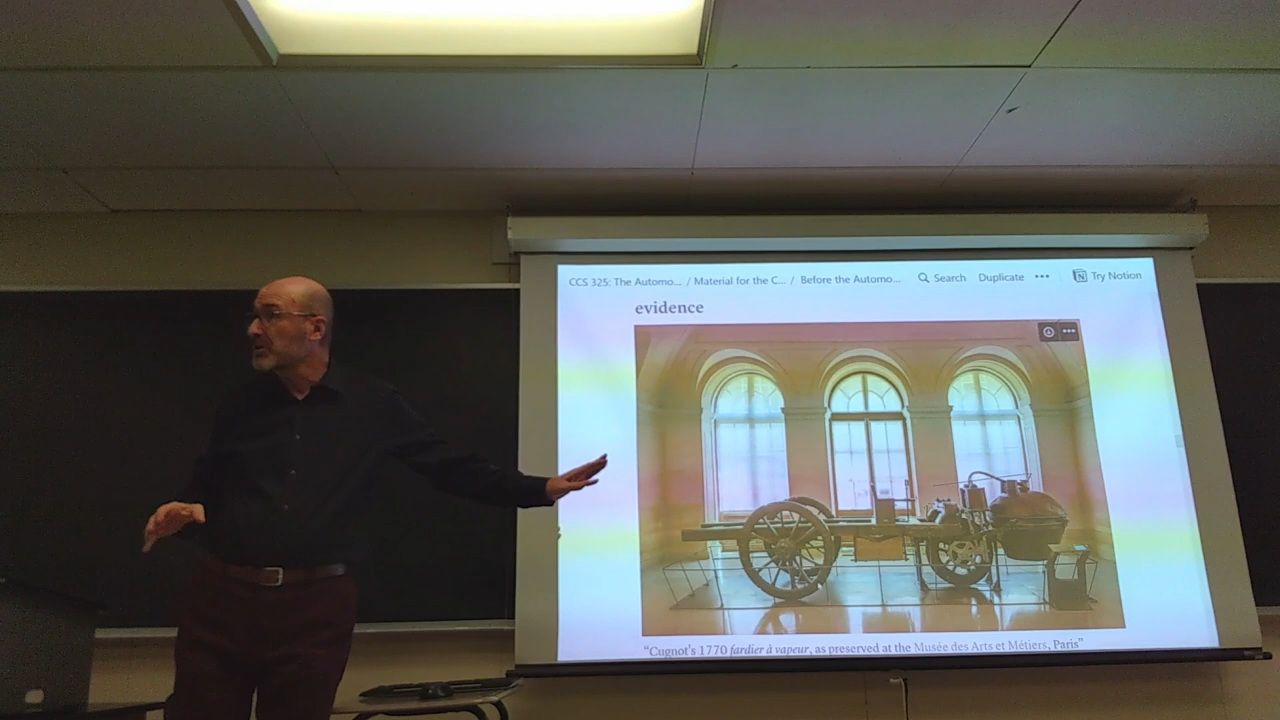 CCS 325: The Automo... / Material for the C... / Before the Automo... Search Duplicate ••• Try Notion
evidence
“Cugnot's 1770 fardier à vapeur, as preserved at the Musée des Arts et Métiers, Paris”